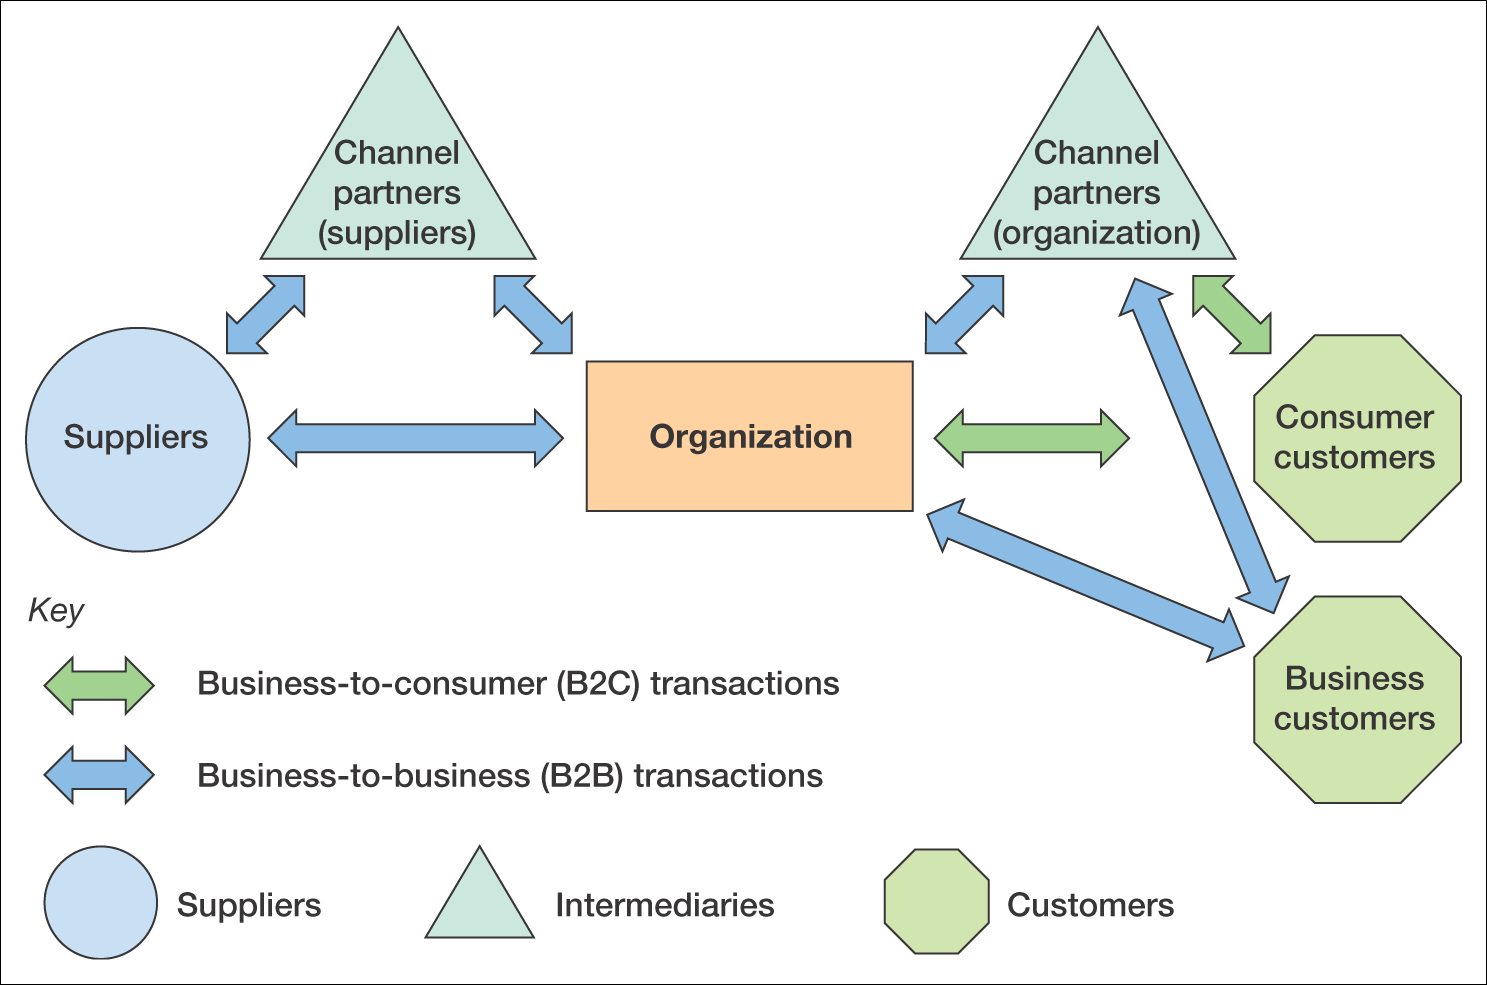 Channel
partners
(suppliers)
Channel
partners
(organization)
Suppliers
Organization
Consumer
customers
Business
customers
Key
Business-to-consumer (B2C) transactions
Business-to-business (B2B) transactions
Suppliers
Intermediaries
Customers